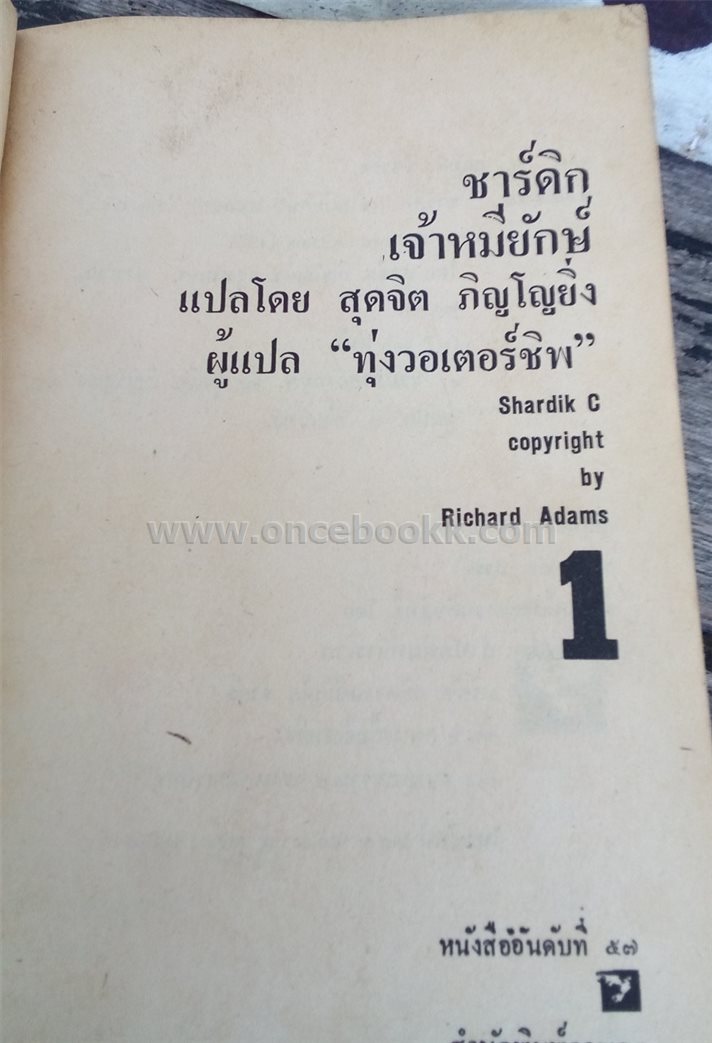 ชาร์ดิก
เจ้าหมียักษ์
แปลโดย สุดจิต ภิญโญยิ่ง
ผู้แปล “ทุ่งวอเตอร์ชิพ”
Shardik C
copyright
by
Richard Adams
www.oncebookk.com
1
หนังสืออันดับที่ ๕๗